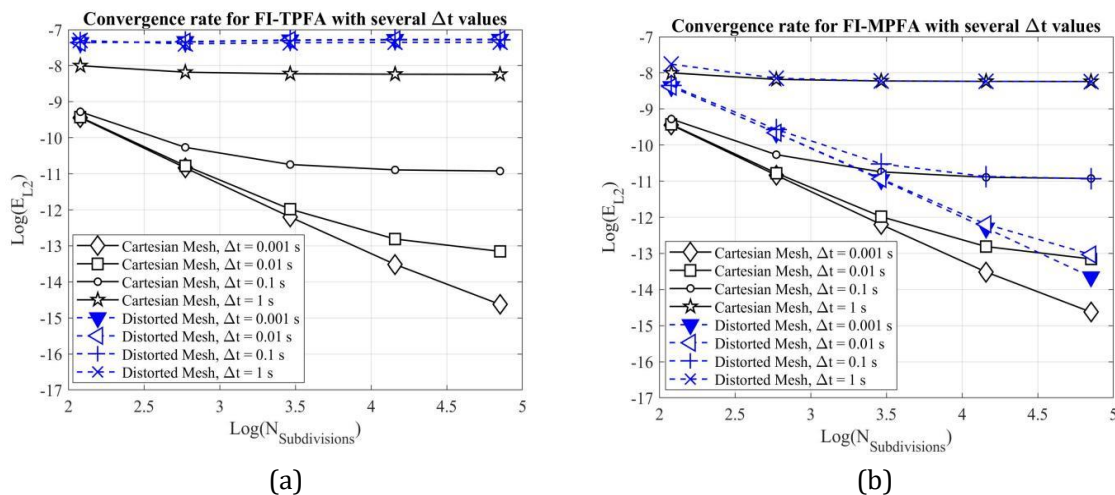 Convergence rate for FI-TPFA with several Δt values
-7
-8
-9
-10
-11
-12
-13
-14
-15
-16
-17
Log(E_L2)
Cartesian Mesh, Δt = 0.001 s
Cartesian Mesh, Δt = 0.01 s
Cartesian Mesh, Δt = 0.1 s
Cartesian Mesh, Δt = 1 s
Distorted Mesh, Δt = 0.001 s
Distorted Mesh, Δt = 0.01 s
Distorted Mesh, Δt = 0.1 s
Distorted Mesh, Δt = 1 s
2 2.5 3 3.5 4 4.5 5
Log(N_Subdivisions)
(a)
Convergence rate for FI-MPFA with several Δt values
-7
-8
-9
-10
-11
-12
-13
-14
-15
-16
-17
Log(E_L2)
Cartesian Mesh, Δt = 0.001 s
Cartesian Mesh, Δt = 0.01 s
Cartesian Mesh, Δt = 0.1 s
Cartesian Mesh, Δt = 1 s
Distorted Mesh, Δt = 0.001 s
Distorted Mesh, Δt = 0.01 s
Distorted Mesh, Δt = 0.1 s
Distorted Mesh, Δt = 1 s
2 2.5 3 3.5 4 4.5 5
Log(N_Subdivisions)
(b)